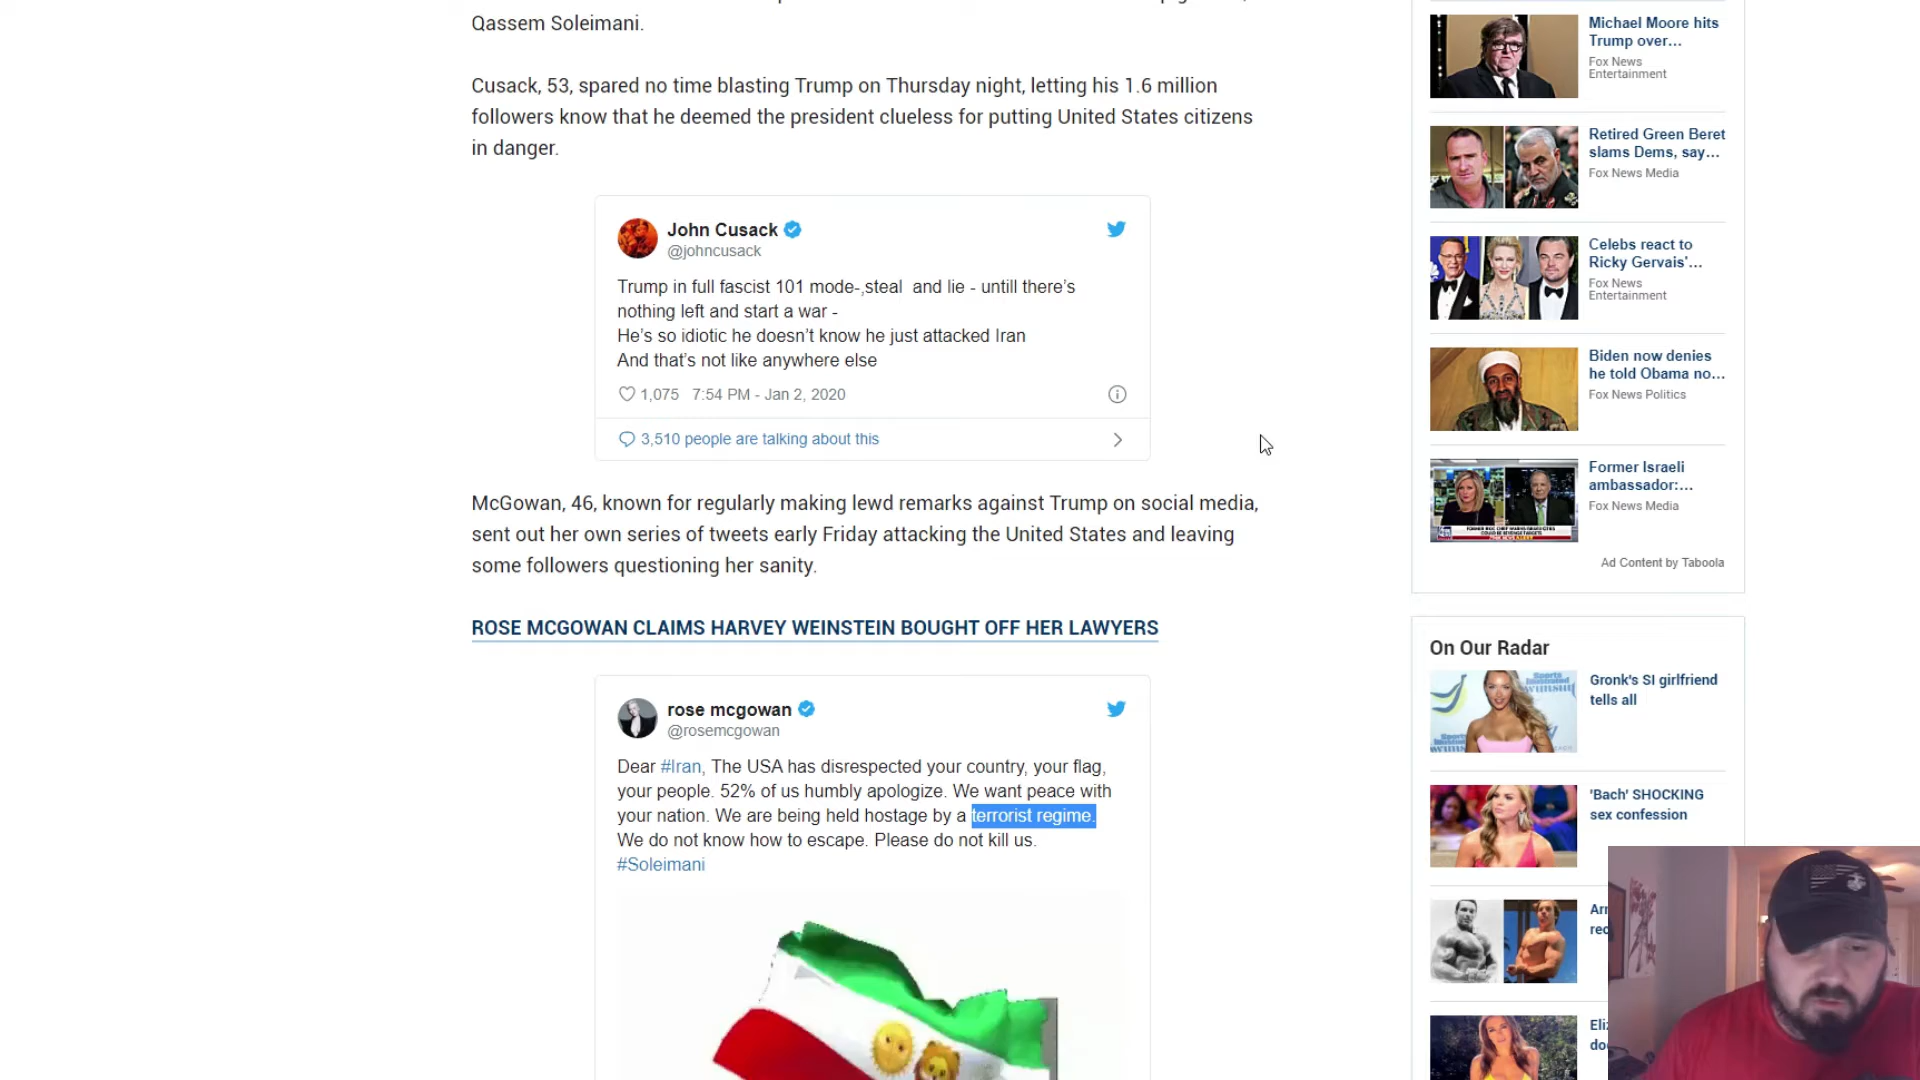 Qassem Soleimani.
Cusack, 53, spared no time blasting Trump on Thursday night, letting his 1.6 million
followers know that he deemed the president clueless for putting United States citizens
in danger.
John Cusack
@johncusack
Trump in full fascist 101 mode-,steal  and lie - untill there’s
nothing left and start a war -
He’s so idiotic he doesn’t know he just attacked Iran
And that’s not like anywhere else
1,075   7:54 PM - Jan 2, 2020
3,510 people are talking about this
McGowan, 46, known for regularly making lewd remarks against Trump on social media,
sent out her own series of tweets early Friday attacking the United States and leaving
some followers questioning her sanity.
ROSE MCGOWAN CLAIMS HARVEY WEINSTEIN BOUGHT OFF HER LAWYERS
rose mcgowan
@rosemcgowan
Dear #Iran, The USA has disrespected your country, your flag,
your people. 52% of us humbly apologize. We want peace with
your nation. We are being held hostage by a terrorist regime.
We do not know how to escape. Please do not kill us.
#Soleimani
Michael Moore hits
Trump over…
Fox News
Entertainment
Retired Green Beret
slams Dems, say…
Fox News Media
Celebs react to
Ricky Gervais'…
Fox News
Entertainment
Biden now denies
he told Obama no…
Fox News Politics
Former Israeli
ambassador:…
Fox News Media
Ad Content by Taboola
On Our Radar
Gronk's SI girlfriend
tells all
'Bach' SHOCKING
sex confession